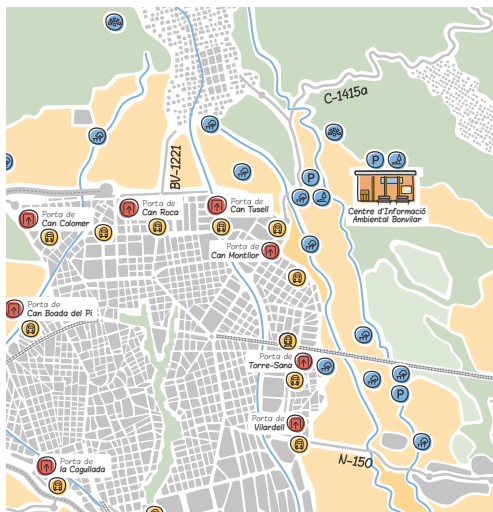 C-1415a
BV-1221
P
Centre d'Informació
Ambiental Bonvilar
Porta de
Can Colomer
Porta de
Can Roca
Porta de
Can Tusell
Porta de
Can Montllor
Porta de
Can Boada del Pi
Porta de
Torre-Sana
P
Porta de
Vilardell
N-150
Porta de
la Cogullada